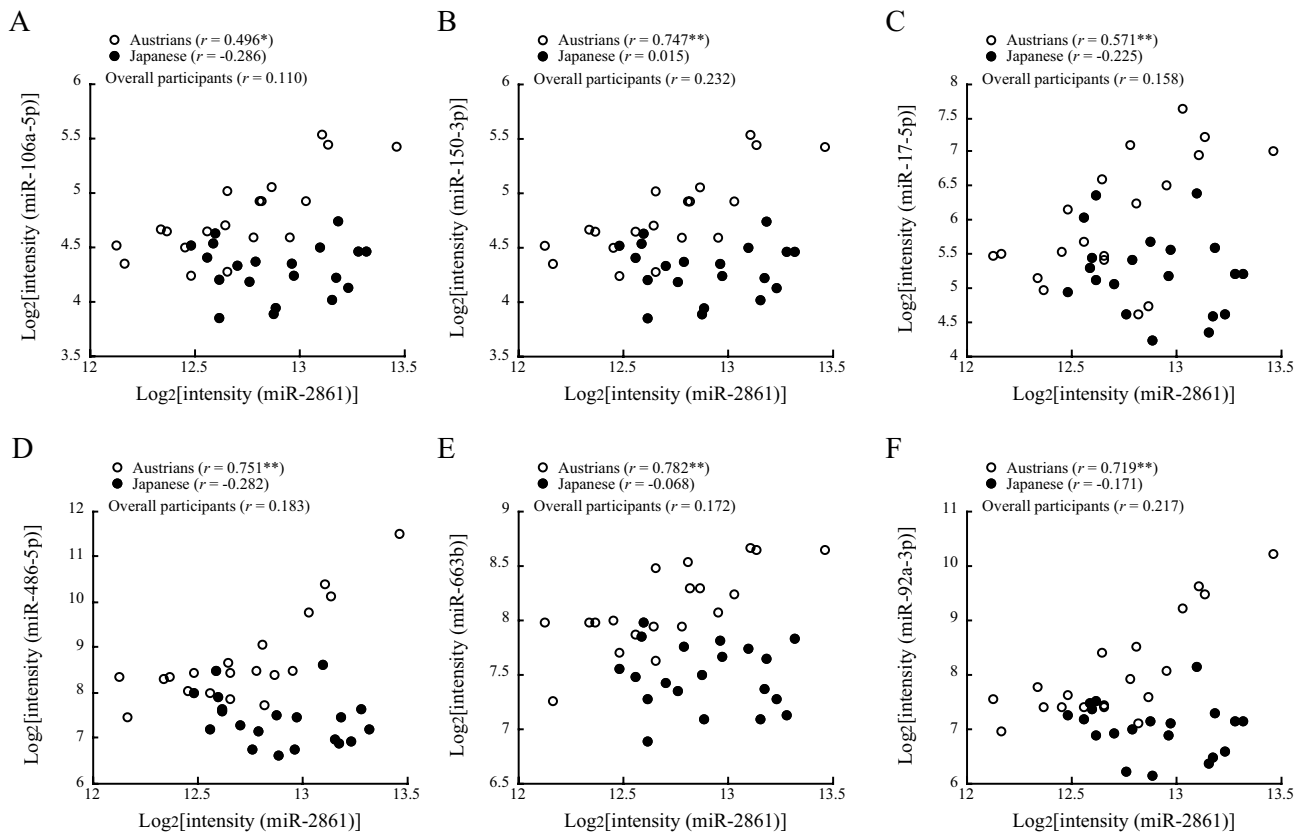 A
Austrians (r = 0.496*)
Japanese (r = -0.286)
Overall participants (r = 0.110)
Log2[intensity (miR-106a-5p)]
6
5.5
5
4.5
4
3.5
12
12.5
13
13.5
Log2[intensity (miR-2861)]
B
Austrians (r = 0.747**)
Japanese (r = 0.015)
Overall participants (r = 0.232)
Log2[intensity (miR-150-3p)]
6
5.5
5
4.5
4
3.5
12
12.5
13
13.5
Log2[intensity (miR-2861)]
C
Austrians (r = 0.571**)
Japanese (r = -0.225)
Overall participants (r = 0.158)
Log2[intensity (miR-17-5p)]
8
7.5
7
6.5
6
5.5
5
4.5
4
12
12.5
13
13.5
Log2[intensity (miR-2861)]
D
Austrians (r = 0.751**)
Japanese (r = -0.282)
Overall participants (r = 0.183)
Log2[intensity (miR-486-5p)]
12
11
10
9
8
7
6
12
12.5
13
13.5
Log2[intensity (miR-2861)]
E
Austrians (r = 0.782**)
Japanese (r = -0.068)
Overall participants (r = 0.172)
Log2[intensity (miR-663b)]
9
8.5
8
7.5
7
6.5
12
12.5
13
13.5
Log2[intensity (miR-2861)]
F
Austrians (r = 0.719**)
Japanese (r = -0.171)
Overall participants (r = 0.217)
Log2[intensity (miR-92a-3p)]
11
10
9
8
7
6
12
12.5
13
13.5
Log2[intensity (miR-2861)]